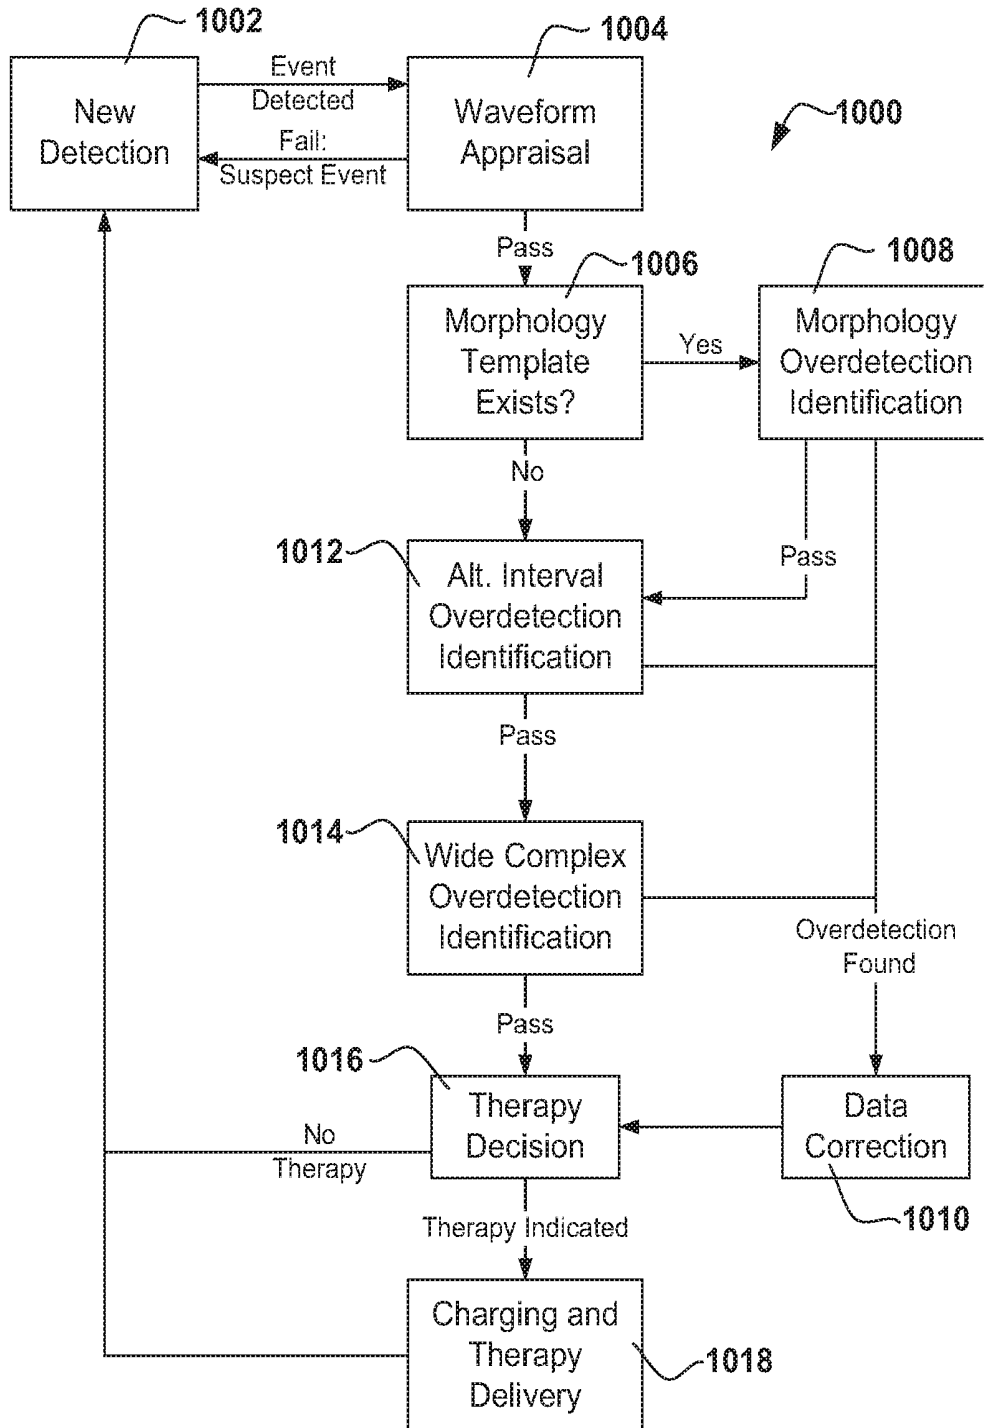 1002
1004
New
Detection
Event
Detected
Fail:
Suspect Event
Waveform
Appraisal
1000
Pass
1006
1008
Morphology
Template
Exists?
Yes
Morphology
Overdetection
Identification
No
Pass
1012
Alt. Interval
Overdetection
Identification
Pass
1014
Wide Complex
Overdetection
Identification
Overdetection
Found
Pass
1016
Therapy
Decision
Data
Correction
No
Therapy
1010
Therapy Indicated
Charging and
Therapy
Delivery
1018